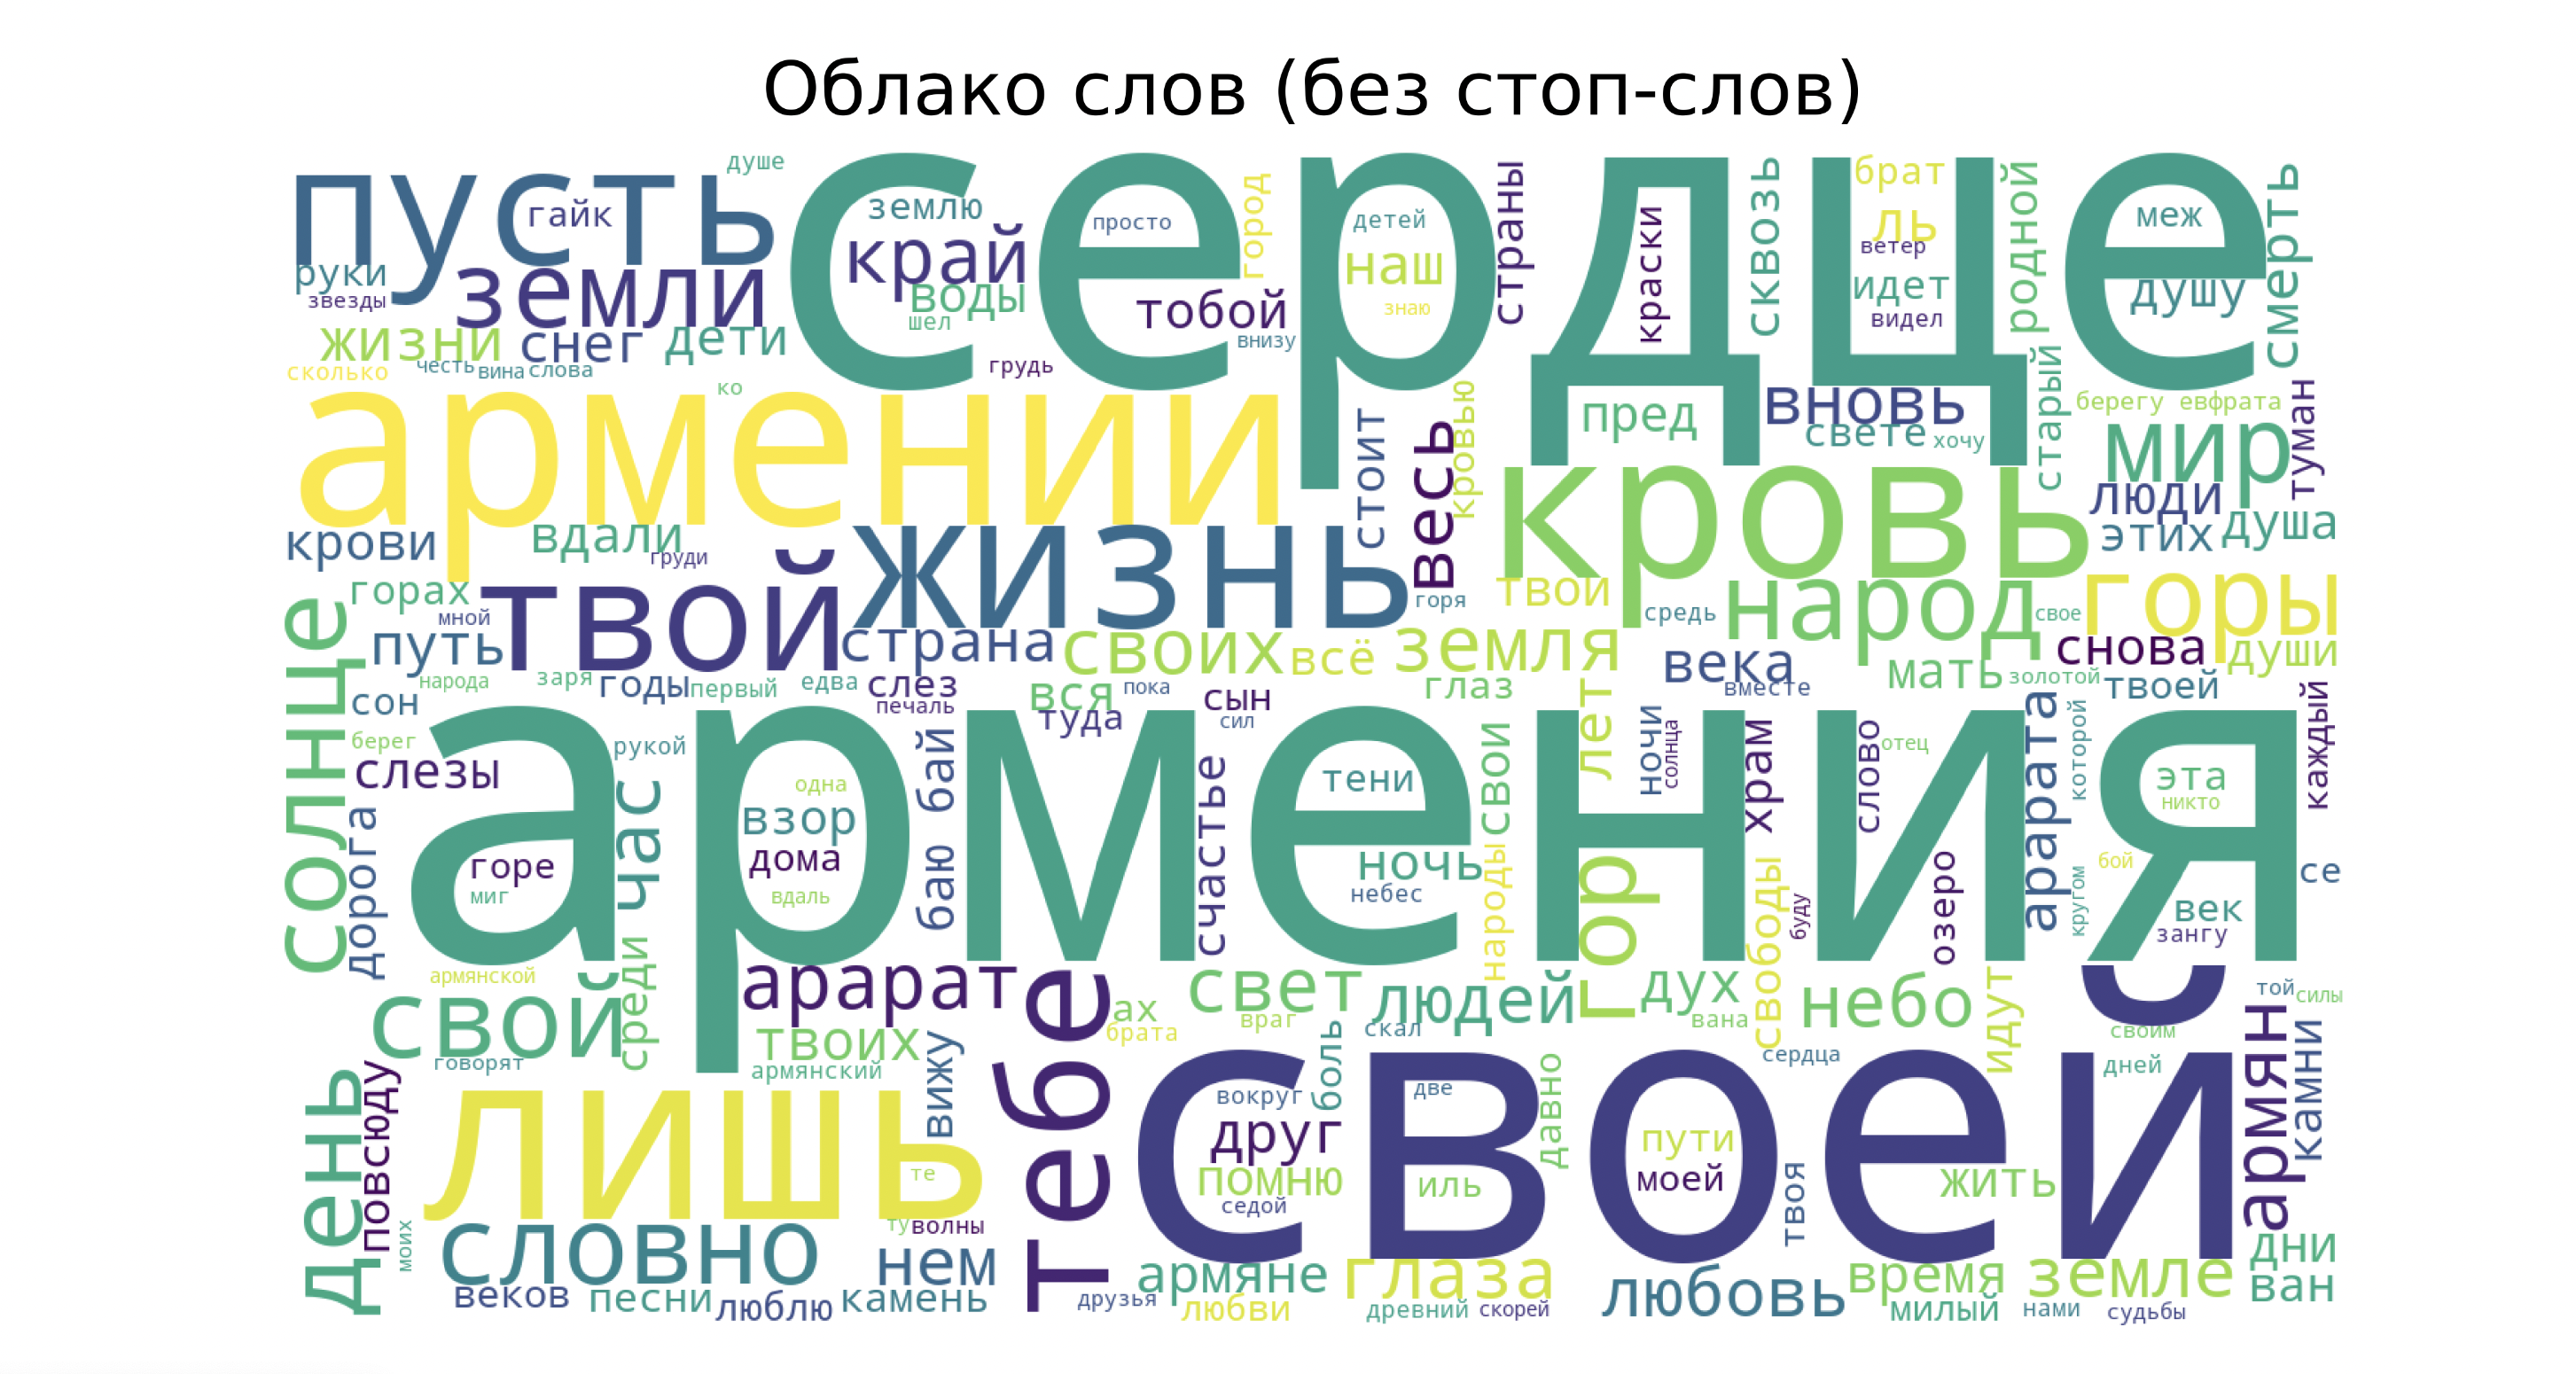 Облако слов (без стоп-слов)
душе
пусть
сердце
гайк
землю
просто
город
детей
страны
краски
сквозь
брат
ль
родной
меж
смерть
руки
звезды
земли
край
воды
шел
тобой
внизу
наш
знаю
ветер
идет
видел
душу
жизни
снег
дети
сколько
честь
вина
слова
ко
грудь
армении
стоит
весь
кровью
пред
вновь
свете
хочу
старый
берегу евфрата
мир
туман
кровь
люди
этих
душа
крови
вдали
груди
жизнь
горах
мной
твой
горя
твои
средь
народ
свое
горы
солнце
путь
страна
своих
всё
земля
века
мать
снова
души
народа
заря
годы
первый
едва
слез
печаль
вся
пока
туда
сын
сил
глаз
лет
вместе
золотой
твоей
сон
берег
слезы
рукой
армения
баю бай
одна
взор
дома
вдаль
счастье
тени
свои
ночи
солнца
храм
слово
отец
арарата
которой
эта
никто
каждый
дорога
горе
миг
час
ночь
небес
народы
гор
свободы
буду
озеро
кругом
бой
век
зангу
се
армянской
свой
среди
арарат
тебе
ах
брата
свет
враг
людей
скал
дух
вана
небо
идут
той
силы
своим
армян
камни
говорят
твоих
армянский
вижу
своей
боль
сердца
дней
день
повсюду
моих
лишь
те
вокруг
две
друг
давно
пути
помню
моей
иль
твоя
жить
седой
словно
ту
волны
нем
армяне
глаза
любовь
время
земле
дни
ван
веков
песни
люблю
камень
друзья
любви
древний
скорей
милый
нами
судьбы